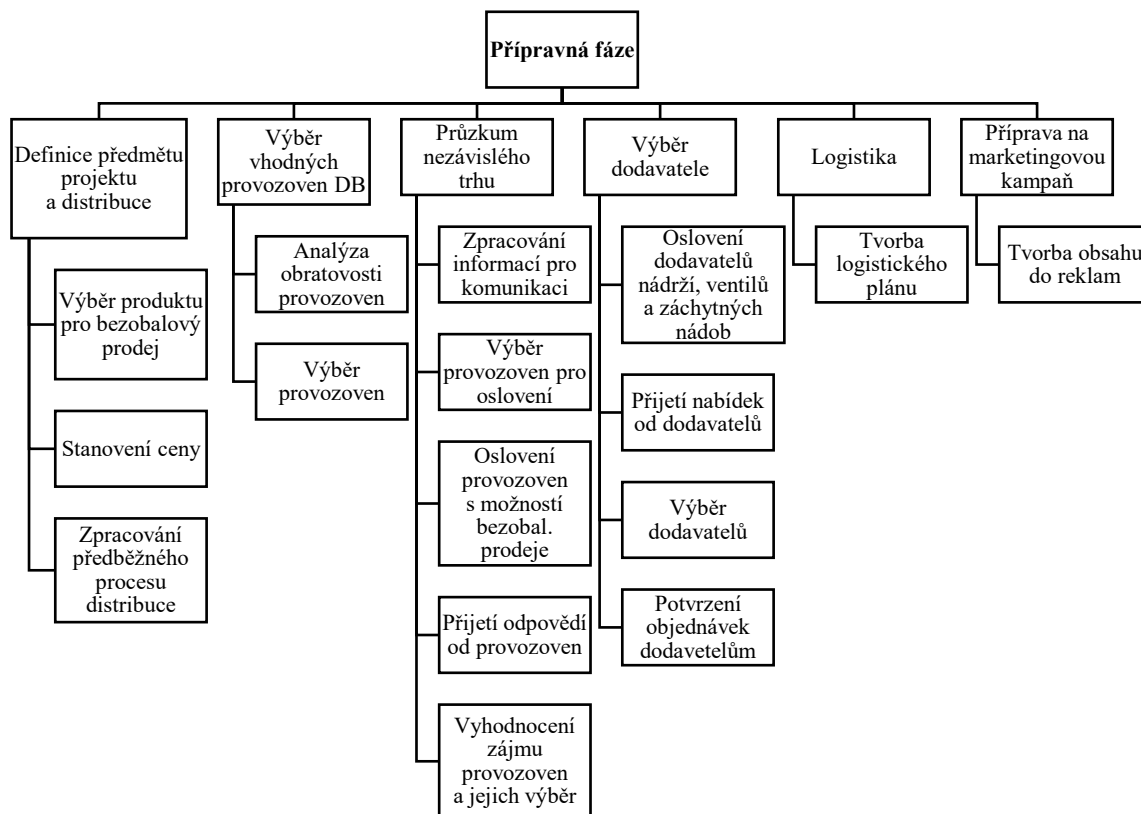 Přípravná fáze
Definice předmětu
projektu
a distribuce
Výběr produktu
pro bezobalový
prodej
Stanovení ceny
Zpracování
předběžného
procesu
distribuce
Výběr
vhodných
provozoven DB
Analýza
obratovosti
provozoven
Výběr
provozoven
Průzkum
nezávislého
trhu
Zpracování
informací pro
komunikaci
Výběr
provozoven pro
oslovení
Oslovení
provozoven
s možností
bezobal.
prodeje
Přijetí odpovědí
od provozoven
Vyhodnocení
zájmu
provozoven
a jejich výběr
Výběr
dodavatele
Oslovení
dodavatelů
nádrží, ventilů
a záchytných
nádob
Přijetí nabídek
od dodavatelů
Výběr
dodavatelů
Potvrzení
objednávek
dodavetelům
Logistika
Tvorba
logistického
plánu
Příprava na
marketingovou
kampaň
Tvorba obsahu
do reklam